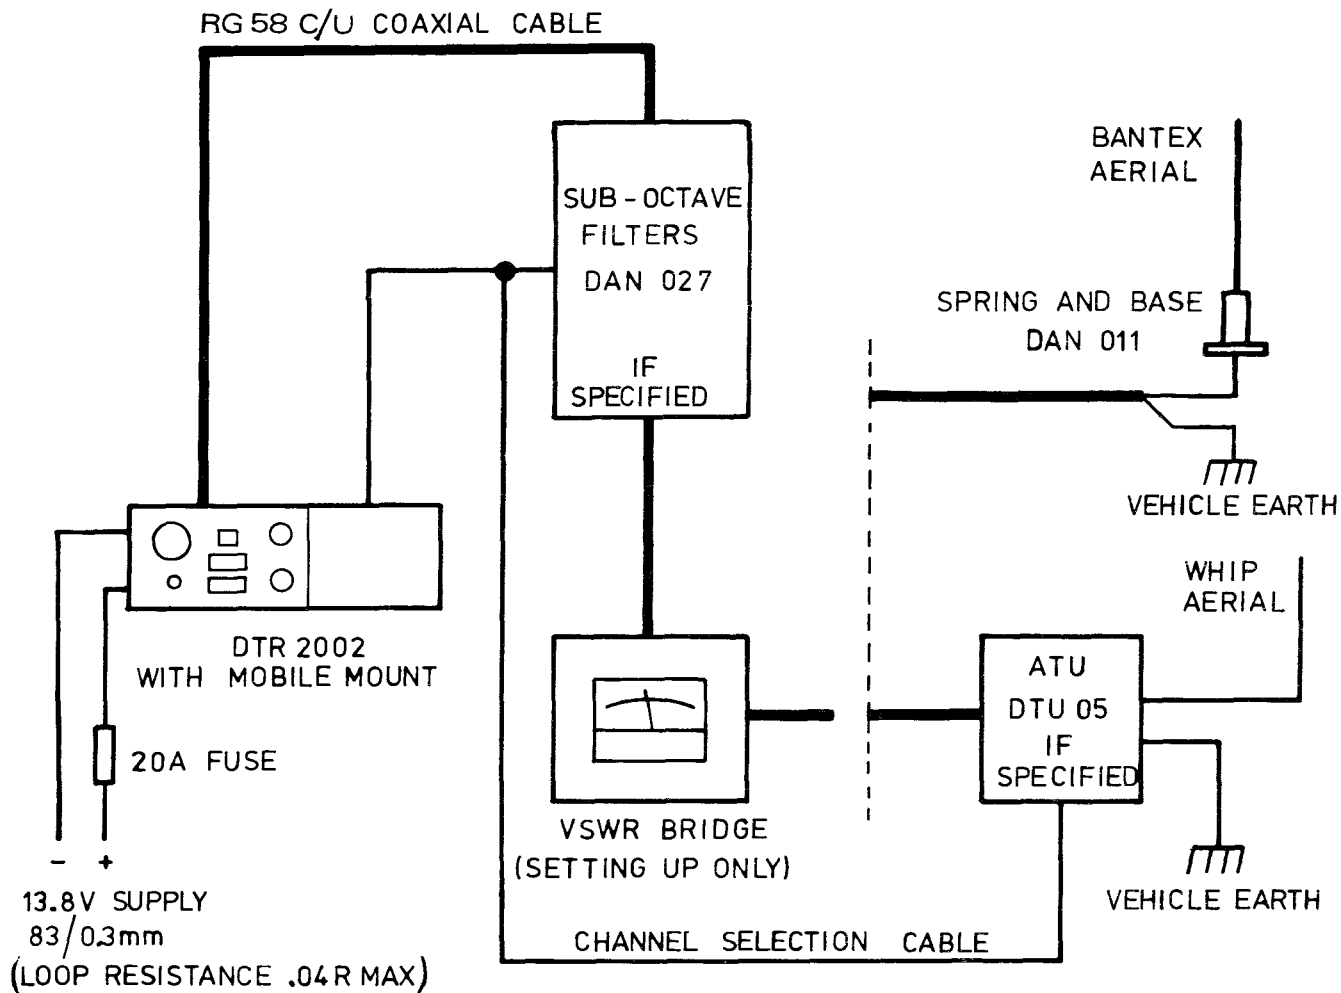 RG 58 C/U COAXIAL CABLE
BANTEX
AERIAL
SUB-OCTAVE
FILTERS
DAN 027
IF
SPECIFIED
SPRING AND BASE
DAN 011
VEHICLE EARTH
WHIP
AERIAL
DTR 2002
WITH MOBILE MOUNT
ATU
DTU 05
IF
SPECIFIED
20A FUSE
VSWR BRIDGE
(SETTING UP ONLY)
- +
13.8V SUPPLY
83/0.3mm
(LOOP RESISTANCE .04R MAX)
VEHICLE EARTH
CHANNEL SELECTION CABLE